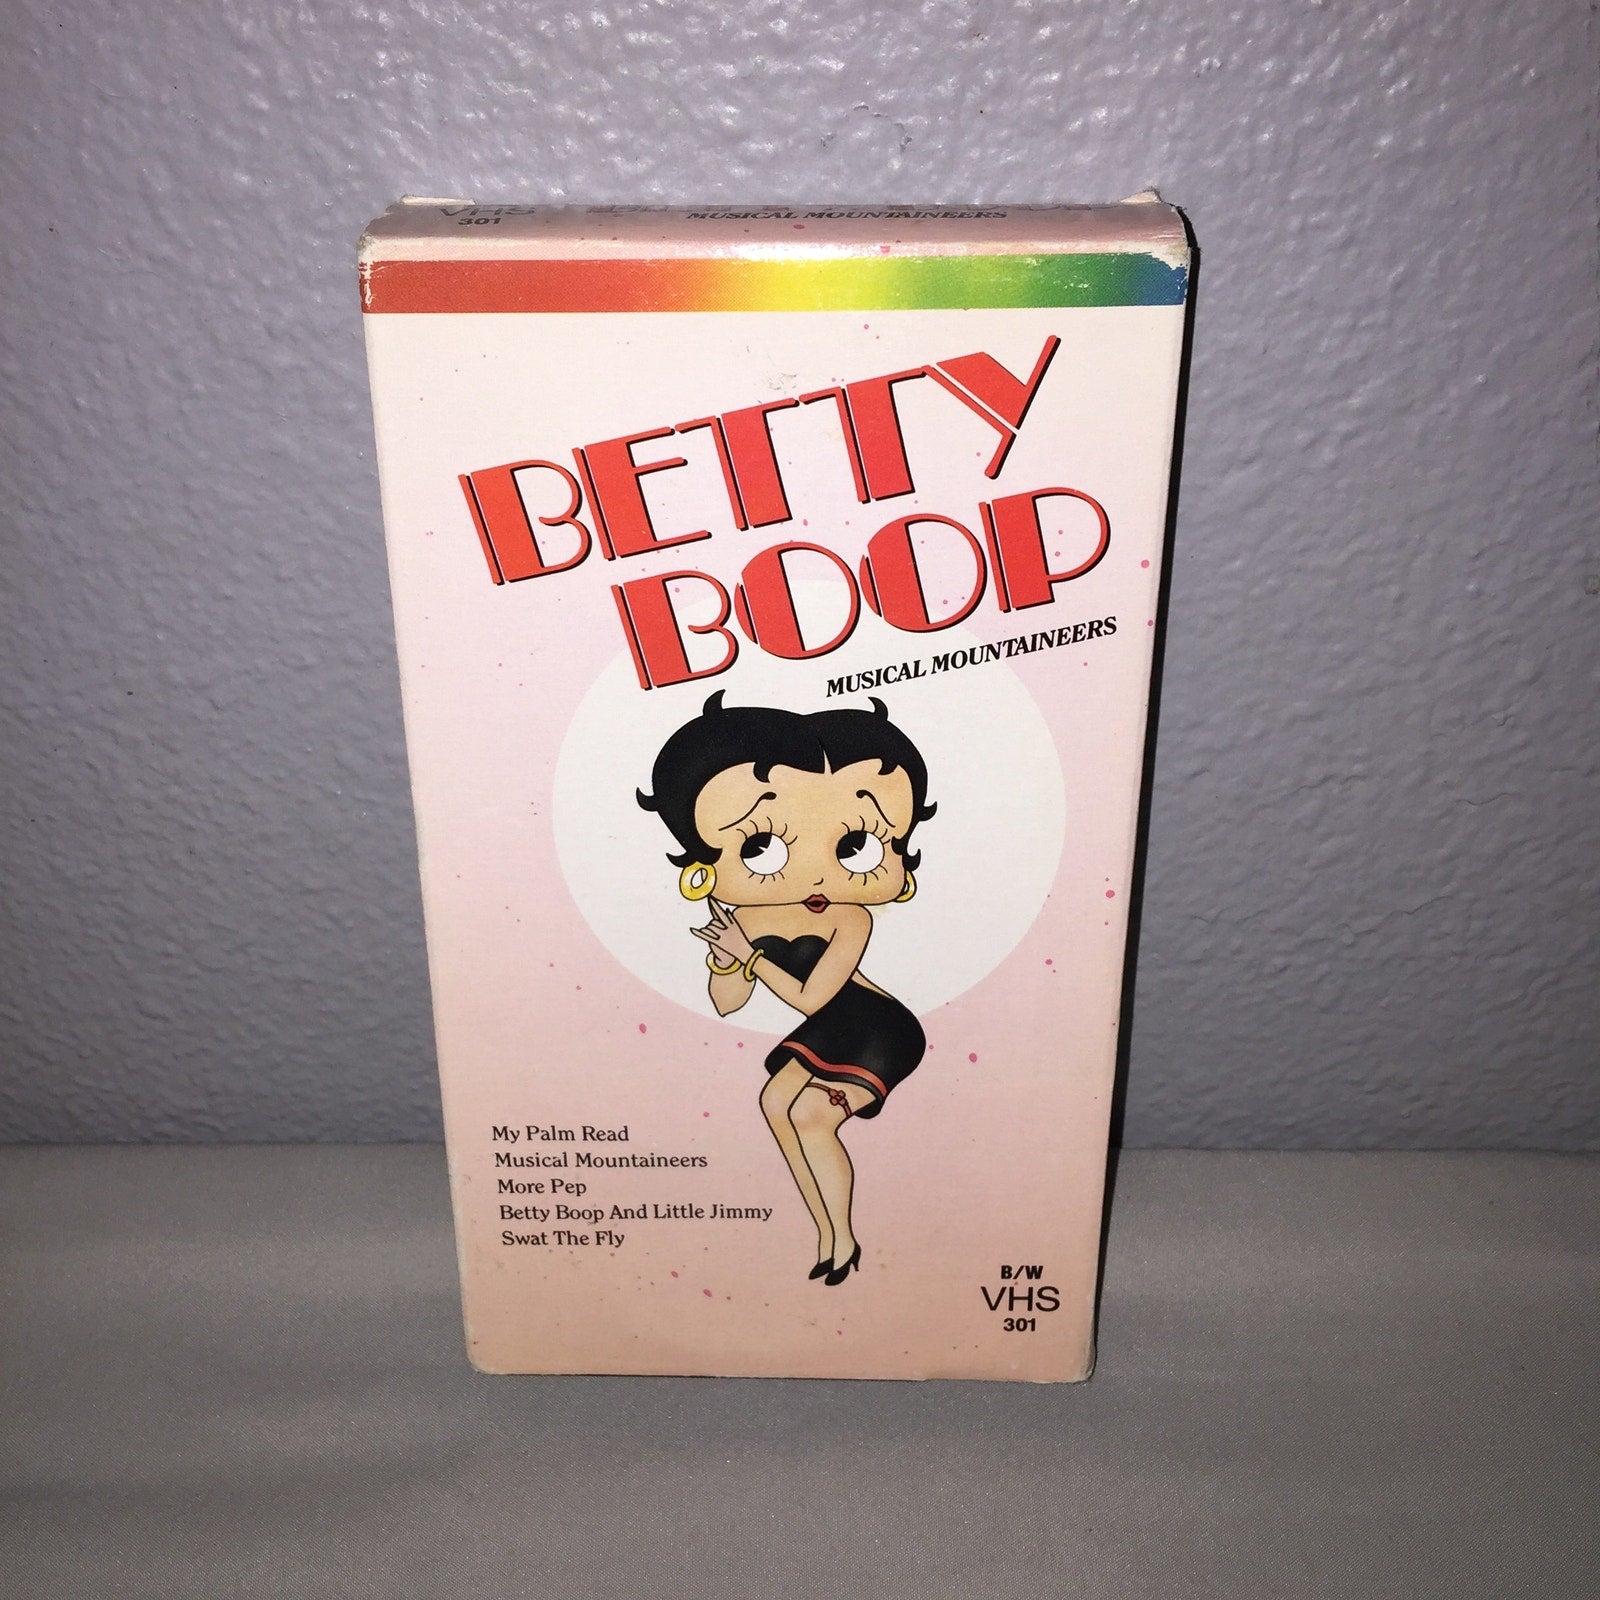 VHS
301
MUSICAL MOUNTAINEERS
BETTY
BOOP
MUSICAL MOUNTAINEERS
My Palm Read
Musical Mountaineers
More Pep
Betty Boop And Little Jimmy
Swat The Fly
B/W
VHS
301